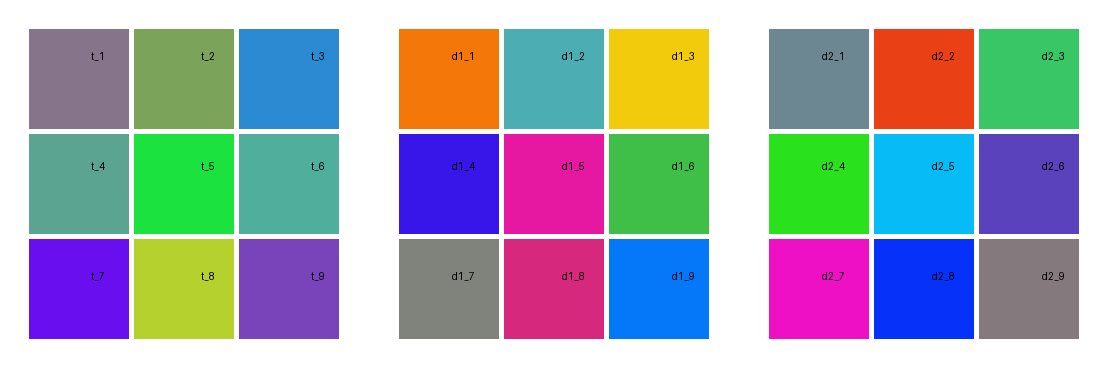 t_1 t_2 t_3 d1_1 d1_2 d1_3 d2_1 d2_2 d2_3
t_4 t_5 t_6 d1_4 d1_5 d1_6 d2_4 d2_5 d2_6
t_7 t_8 t_9 d1_7 d1_8 d1_9 d2_7 d2_8 d2_9